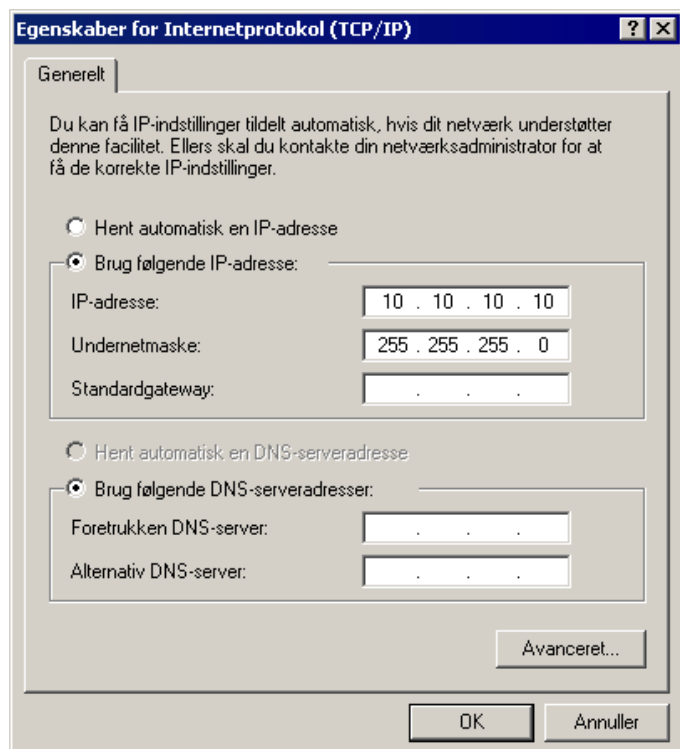 Egenskaber for Internetprotokol (TCP/IP)
Generelt
Du kan få IP-indstillinger tildelt automatisk, hvis dit netværk understøtter
denne facilitet. Ellers skal du kontakte din netværksadministrator for at
få de korrekte IP-indstillinger.
Hent automatisk en IP-adresse
Brug følgende IP-adresse:
IP-adresse: 10 . 10 . 10 . 10
Undernetmaske: 255 . 255 . 255 . 0
Standardgateway: . . .
Hent automatisk en DNS-serveradresse
Brug følgende DNS-serveradresser:
Foretrukken DNS-server: . . .
Alternativ DNS-server: . . .
Avanceret...
OK Annuller